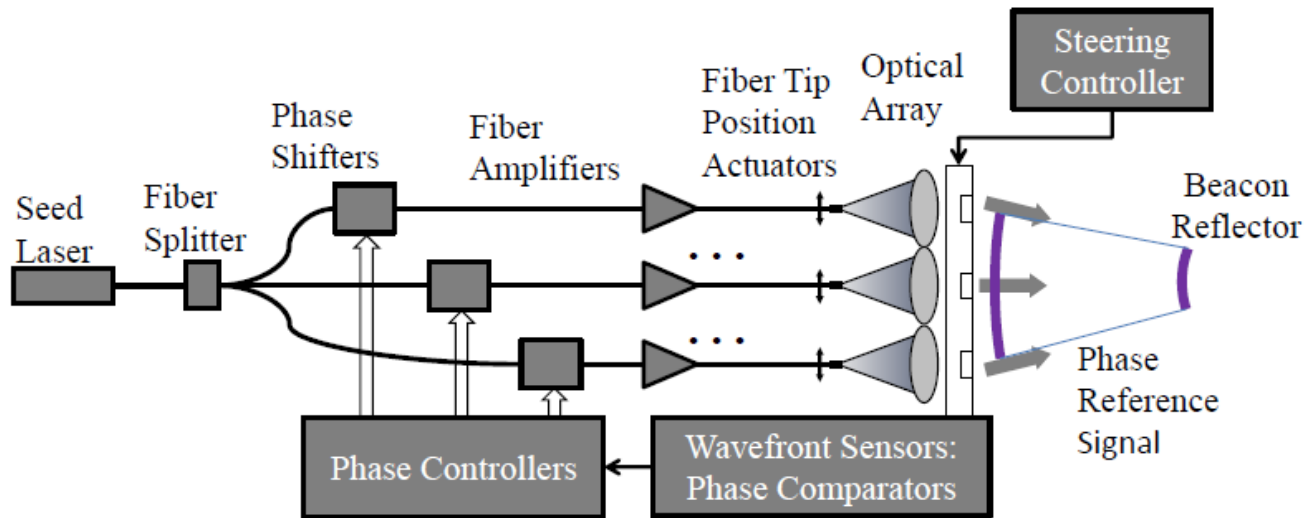 Seed
Laser
Fiber
Splitter
Phase
Shifters
Fiber
Amplifiers
Fiber Tip
Position
Actuators
Optical
Array
Steering
Controller
Beacon
Reflector
Phase
Reference
Signal
Phase Controllers
Wavefront Sensors:
Phase Comparators